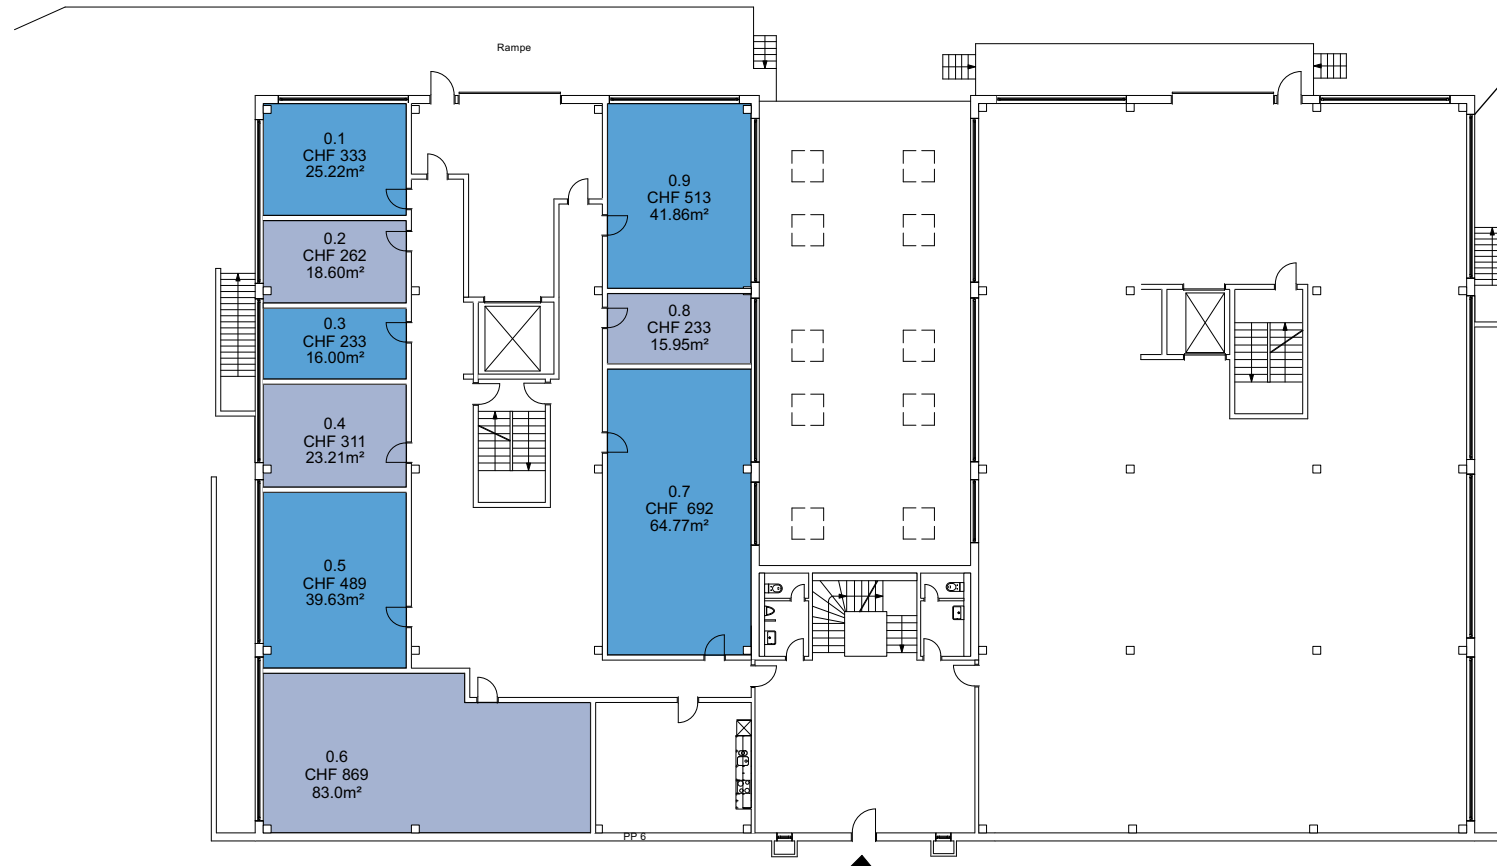 Rampe
0.1
CHF 333
25.22m²
0.2
CHF 262
18.60m²
0.3
CHF 233
16.00m²
0.4
CHF 311
23.21m²
0.5
CHF 489
39.63m²
0.6
CHF 869
83.0m²
0.9
CHF 513
41.86m²
0.8
CHF 233
15.95m²
0.7
CHF 692
64.77m²
PP 6